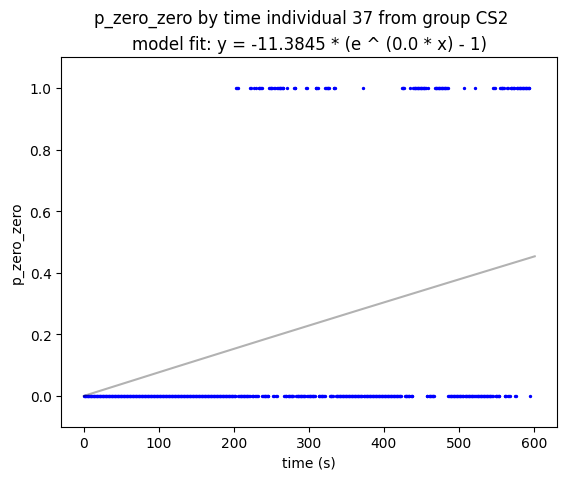 p_zero_zero by time individual 37 from group CS2
model fit: y = -11.3845 * (e ^ (0.0 * x) - 1)
1.0
0.8
0.6
0.4
0.2
0.0
p_zero_zero
0 100 200 300 400 500 600
time (s)